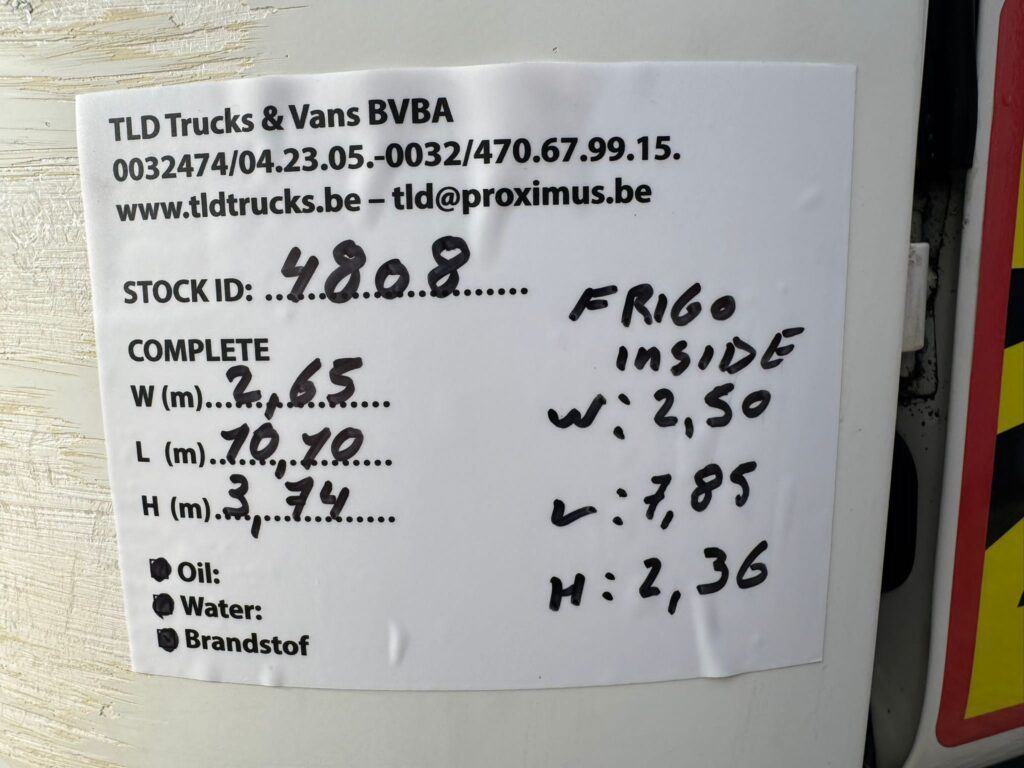 TLD Trucks & Vans BVBA
0032474/04.23.05.-0032/470.67.99.15.
www.tldtrucks.be – tld@proximus.be
STOCK ID: 4808
COMPLETE
W (m) 2,65
L (m) 10,10
H (m) 3,74
Oil:
Water:
Brandstof
FRIGO
INSIDE
W: 2,50
L: 7,85
H: 2,36